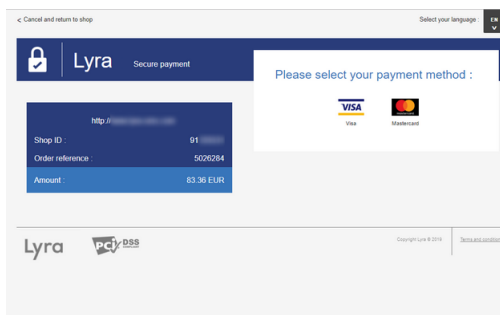 < Cancel and return to shop
Select your language :
EN
Lyra
Secure payment
Please select your payment method :
VISA
Visa
Mastercard
http://
Shop ID : 91
Order reference : 5026284
Amount : 83.36 EUR
Lyra
PCI DSS
COMPLIANT
Copyright Lyra © 2016
Terms and condition